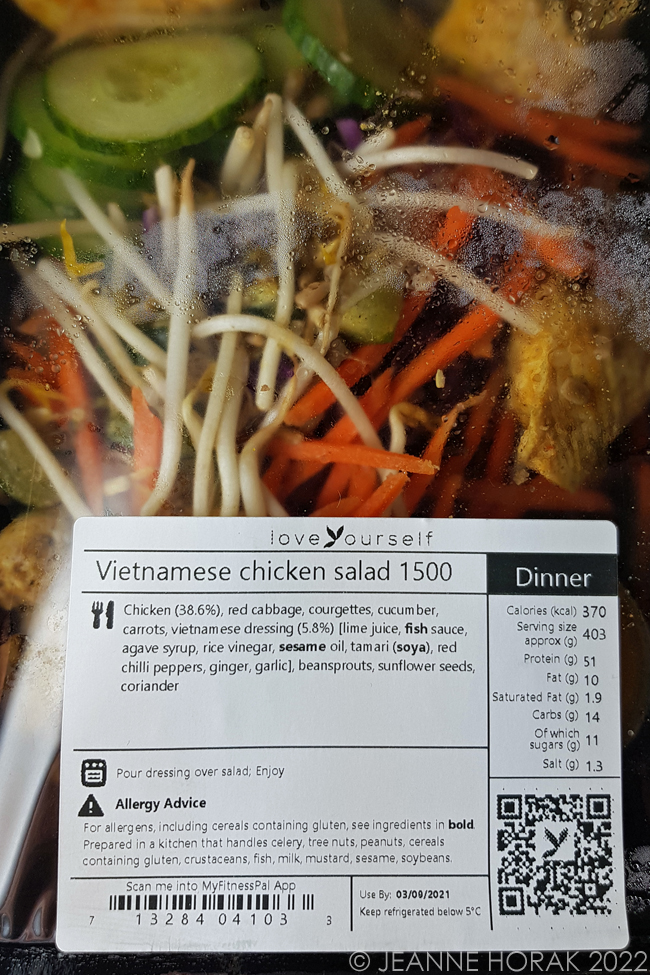 loveyourself
Vietnamese chicken salad 1500
Dinner
Chicken (38.6%), red cabbage, courgettes, cucumber,
carrots, vietnamese dressing (5.8%) [lime juice, fish sauce,
agave syrup, rice vinegar, sesame oil, tamari (soya), red
chilli peppers, ginger, garlic], beansprouts, sunflower seeds,
coriander
Calories (kcal) 370
Serving size
approx (g) 403
Protein (g) 51
Fat (g) 10
Saturated Fat (g) 1.9
Carbs (g) 14
Of which
sugars (g) 11
Salt (g) 1.3
Pour dressing over salad; Enjoy
Allergy Advice
For allergens, including cereals containing gluten, see ingredients in bold.
Prepared in a kitchen that handles celery, tree nuts, peanuts, cereals
containing gluten, crustaceans, fish, milk, mustard, sesame, soybeans.
Scan me into MyFitnessPal App
7 13284 04103 3
Use By: 03/09/2021
Keep refrigerated below 5°C
© JEANNE HORAK 2022